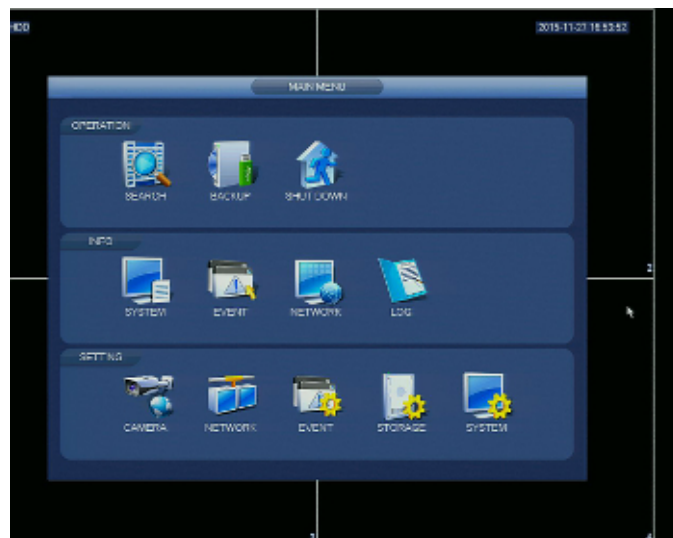 HDD
2015-11-27 16:53:52
MAIN MENU
OPERATION
SEARCH BACKUP SHUTDOWN
INFO
SYSTEM EVENT NETWORK LOG
2
SETTING
CAMERA NETWORK EVENT STORAGE SYSTEM
3 4